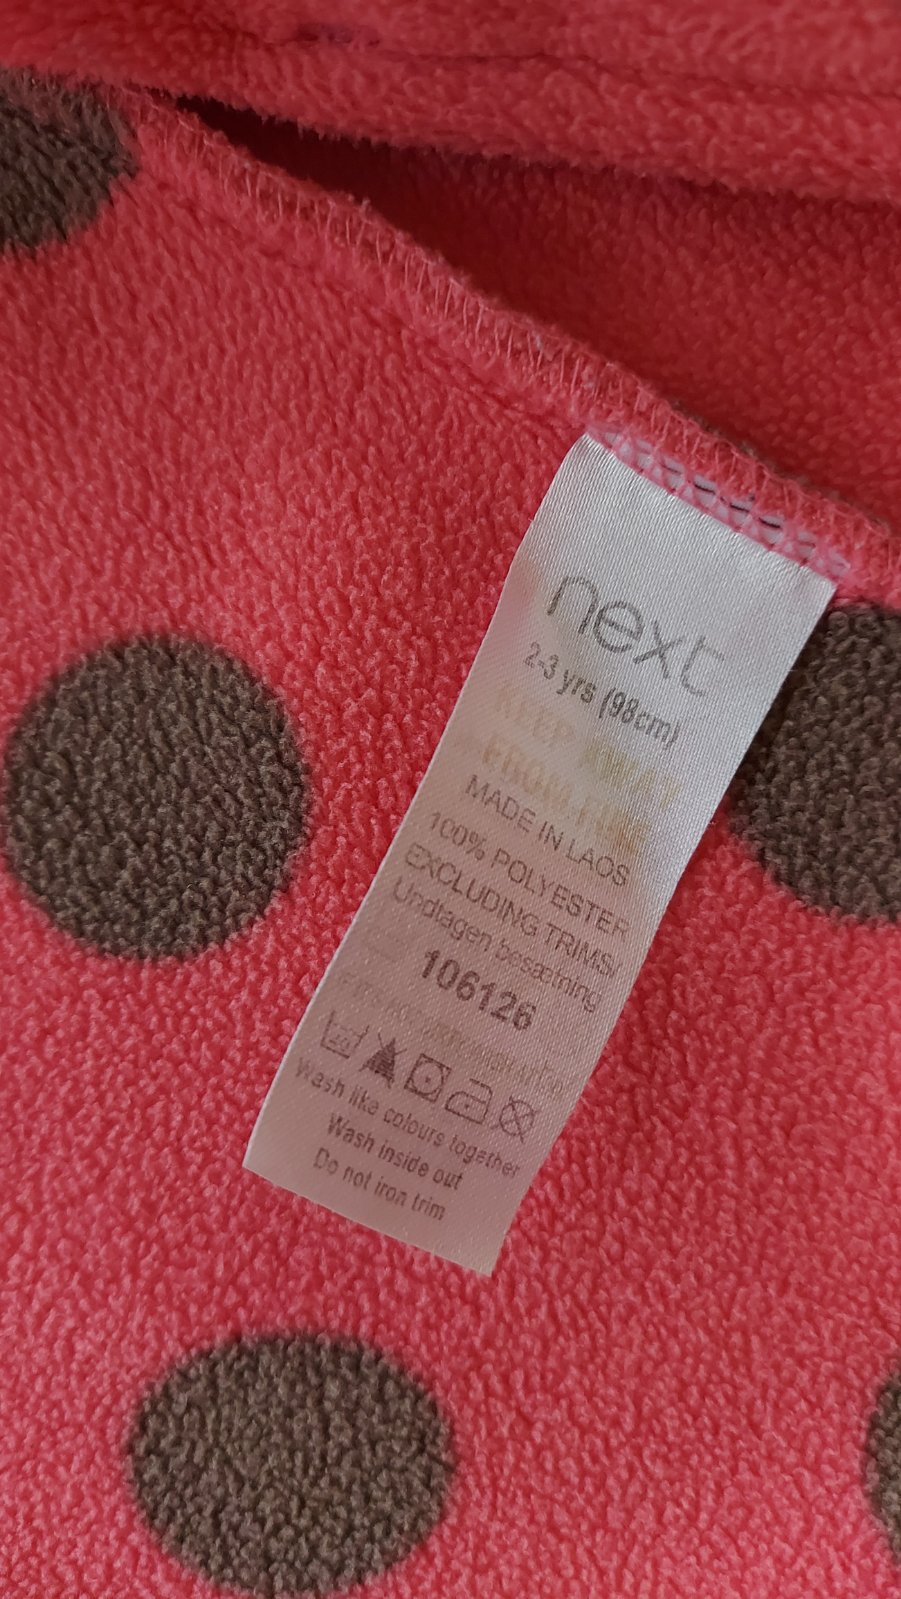 next
2-3 yrs (98cm)
KEEP AWAY
FROM FIRE
MADE IN LAOS
100% POLYESTER
EXCLUDING TRIMS/
Undtagen besætning
106126
40
Wash like colours together
Wash inside out
Do not iron trim